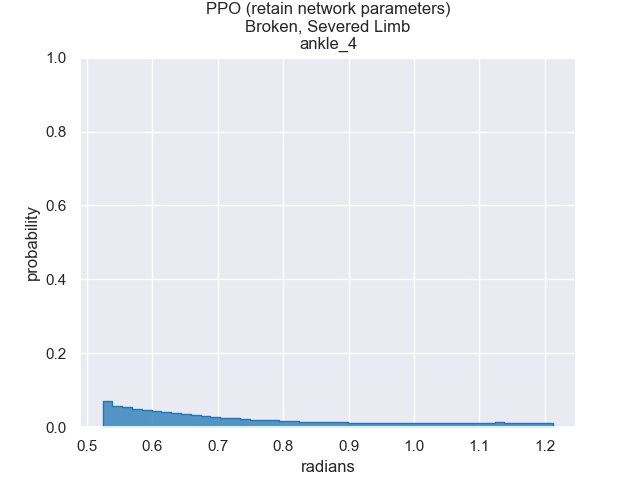 PPO (retain network parameters)
Broken, Severed Limb
ankle_4
1.0
0.8
0.6
0.4
0.2
0.0
probability
0.5 0.6 0.7 0.8 0.9 1.0 1.1 1.2
radians